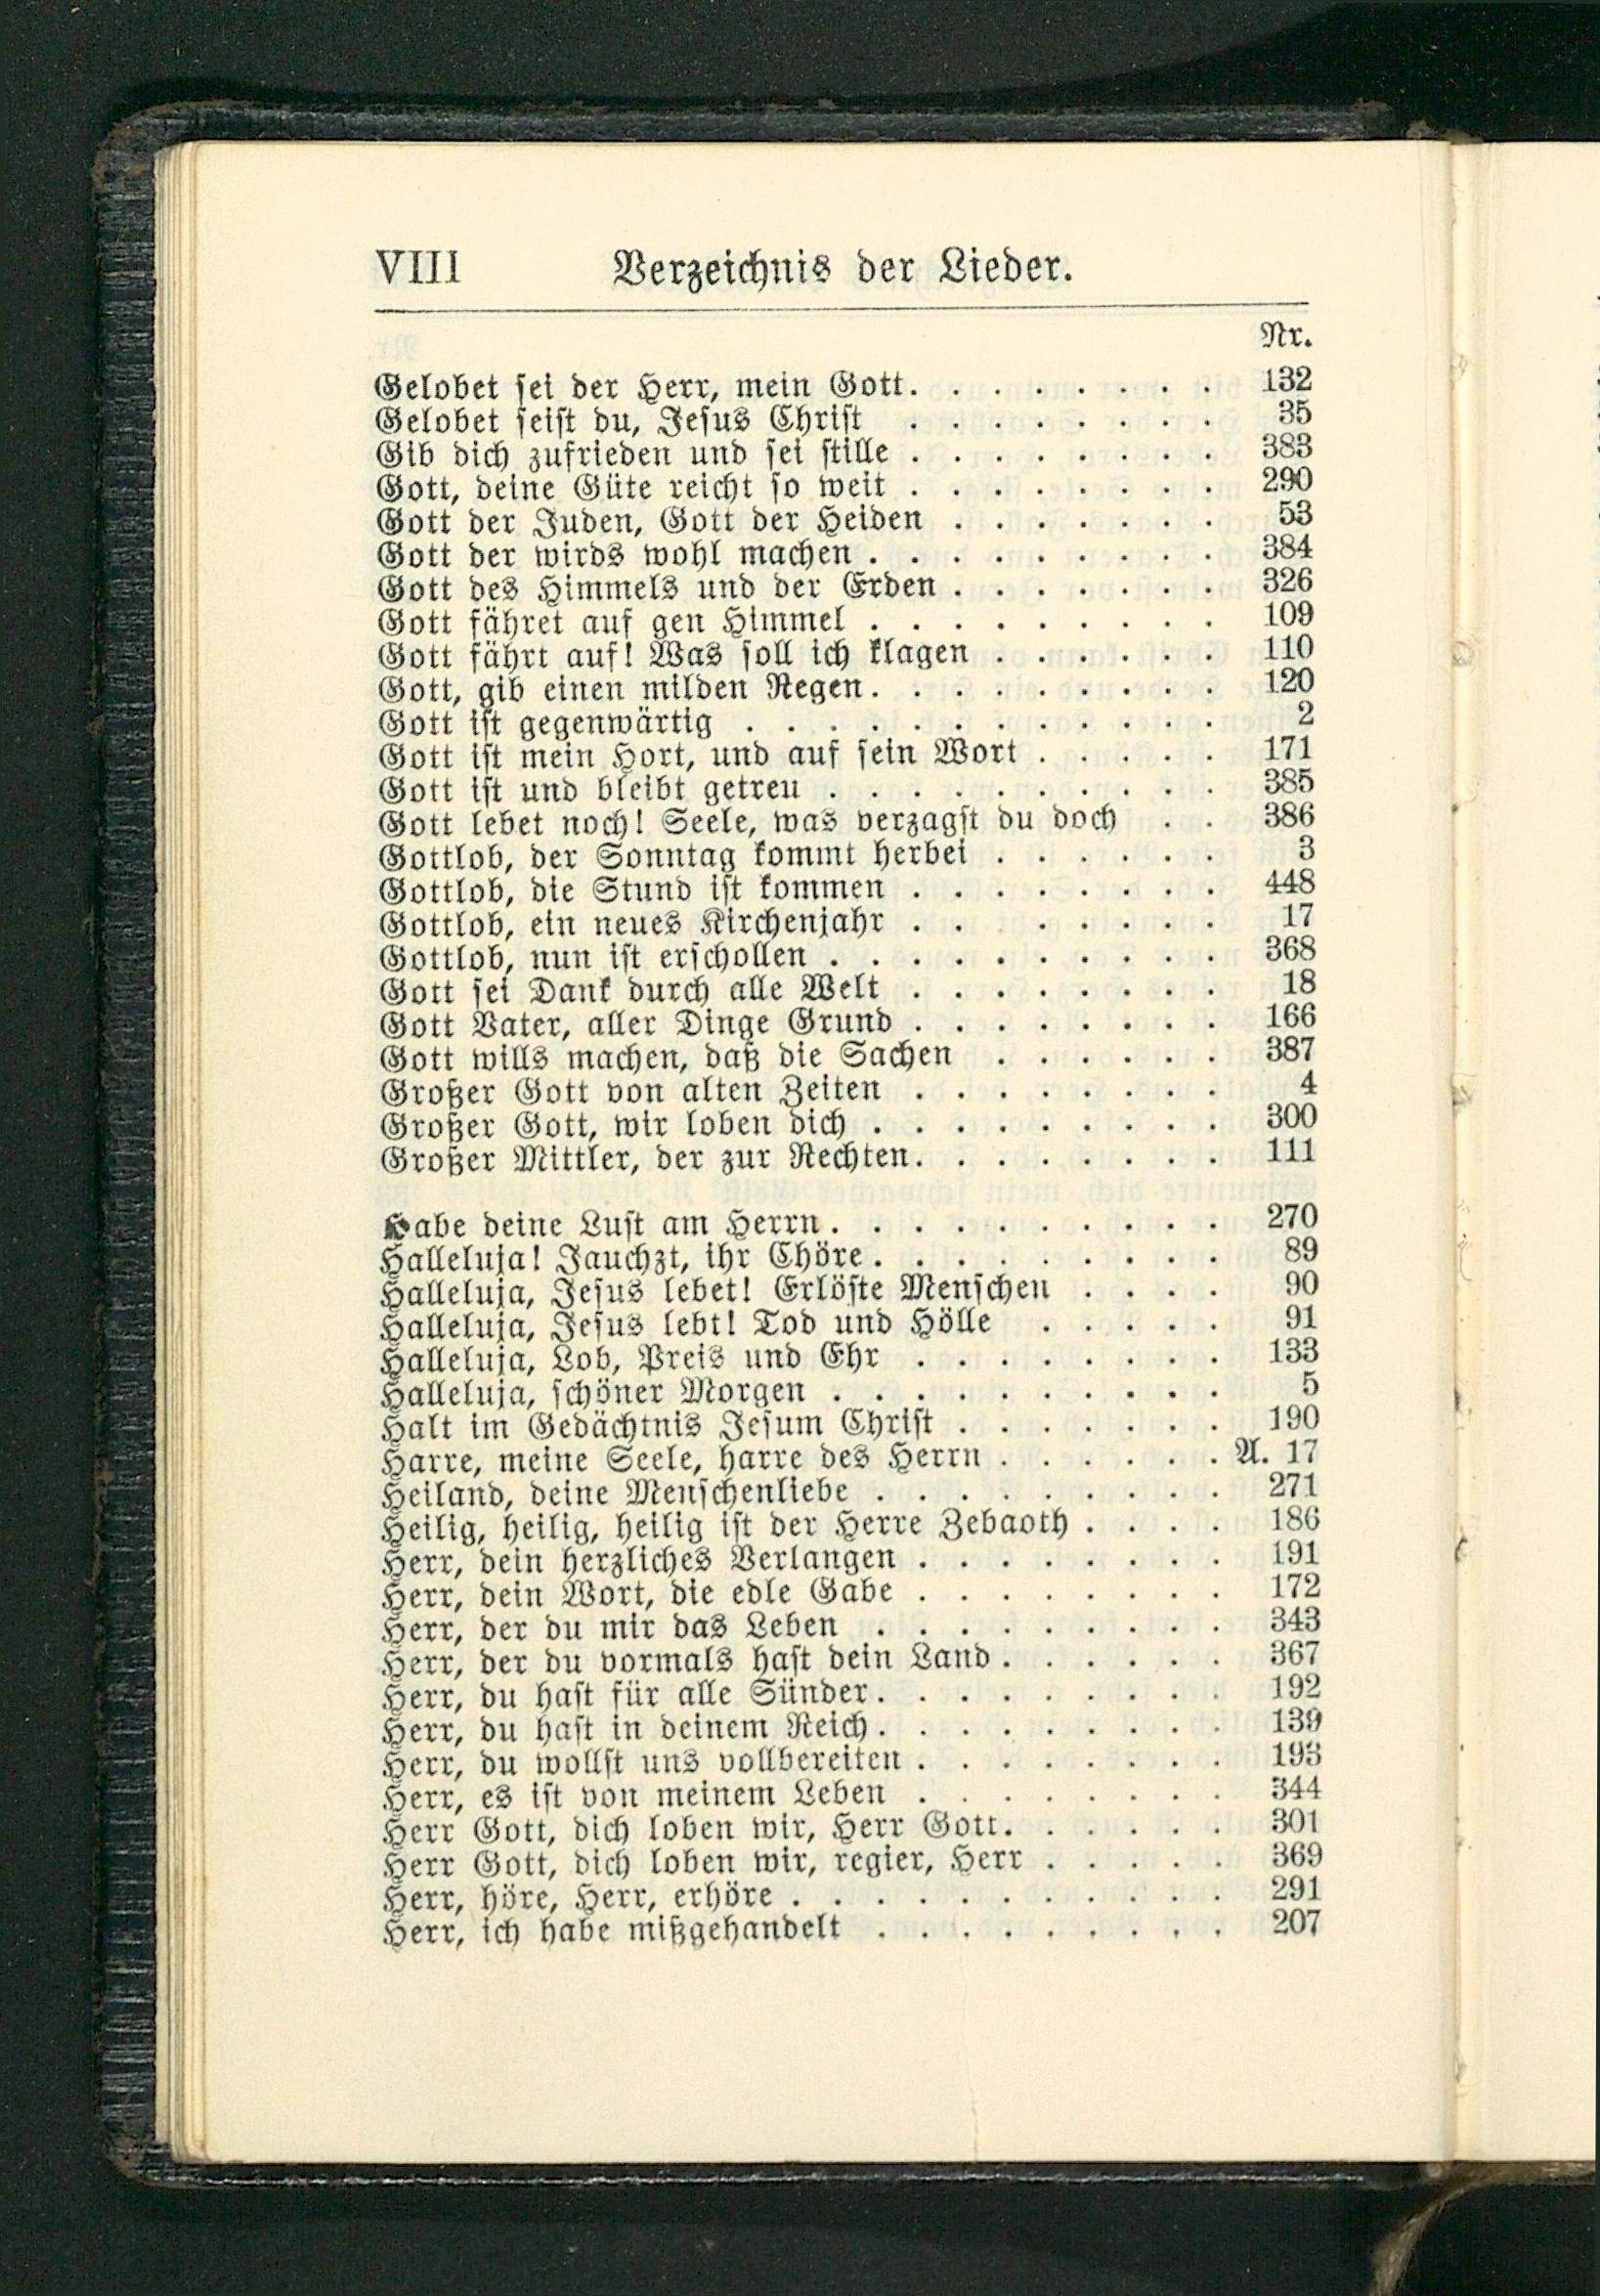 VIII Verzeichnis der Lieder.
Nr.
Gelobet sei der Herr, mein Gott. . . . . . . . 132
Gelobet seist du, Jesus Christ . . . . . . . . 35
Gib dich zufrieden und sei stille . . . . . . . . 383
Gott, deine Güte reicht so weit . . . . . . . . 290
Gott der Juden, Gott der Heiden . . . . . . . 53
Gott der wirds wohl machen . . . . . . . . . 384
Gott des Himmels und der Erden . . . . . . . 326
Gott fähret auf gen Himmel . . . . . . . . . 109
Gott fährt auf! Was soll ich klagen . . . . . . 110
Gott, gib einen milden Regen . . . . . . . . . 120
Gott ist gegenwärtig . . . . . . . . . . . . 2
Gott ist mein Hort, und auf sein Wort . . . . . 171
Gott ist und bleibt getreu . . . . . . . . . . 385
Gott lebet noch! Seele, was verzagst du doch . . 386
Gottlob, der Sonntag kommt herbei . . . . . . 3
Gottlob, die Stund ist kommen . . . . . . . . 448
Gottlob, ein neues Kirchenjahr . . . . . . . . 17
Gottlob, nun ist erschollen . . . . . . . . . . 368
Gott sei Dank durch alle Welt . . . . . . . . 18
Gott Vater, aller Dinge Grund . . . . . . . . 166
Gott wills machen, daß die Sachen . . . . . . 387
Großer Gott von alten Zeiten . . . . . . . . 4
Großer Gott, wir loben dich . . . . . . . . . 300
Großer Mittler, der zur Rechten . . . . . . . . 111
Habe deine Lust am Herrn . . . . . . . . . . 270
Halleluja! Jauchzt, ihr Chöre . . . . . . . . . 89
Halleluja, Jesus lebet! Erlöste Menschen . . . . 90
Halleluja, Jesus lebt! Tod und Hölle . . . . . 91
Halleluja, Lob, Preis und Ehr . . . . . . . . 133
Halleluja, schöner Morgen . . . . . . . . . . 5
Halt im Gedächtnis Jesum Christ . . . . . . . 190
Harre, meine Seele, harre des Herrn . . . . . . A. 17
Heiland, deine Menschenliebe . . . . . . . . . 271
Heilig, heilig, heilig ist der Herre Zebaoth . . . . 186
Herr, dein herzliches Verlangen . . . . . . . . 191
Herr, dein Wort, die edle Gabe . . . . . . . . 172
Herr, der du mir das Leben . . . . . . . . . 343
Herr, der du vormals hast dein Land . . . . . . 367
Herr, du hast für alle Sünder . . . . . . . . . 192
Herr, du hast in deinem Reich . . . . . . . . . 139
Herr, du wollst uns vollbereiten . . . . . . . . 193
Herr, es ist von meinem Leben . . . . . . . . 344
Herr Gott, dich loben wir, Herr Gott . . . . . . 301
Herr Gott, dich loben wir, regier, Herr . . . . . 369
Herr, höre, Herr, erhöre . . . . . . . . . . . 291
Herr, ich habe mißgehandelt . . . . . . . . . 207